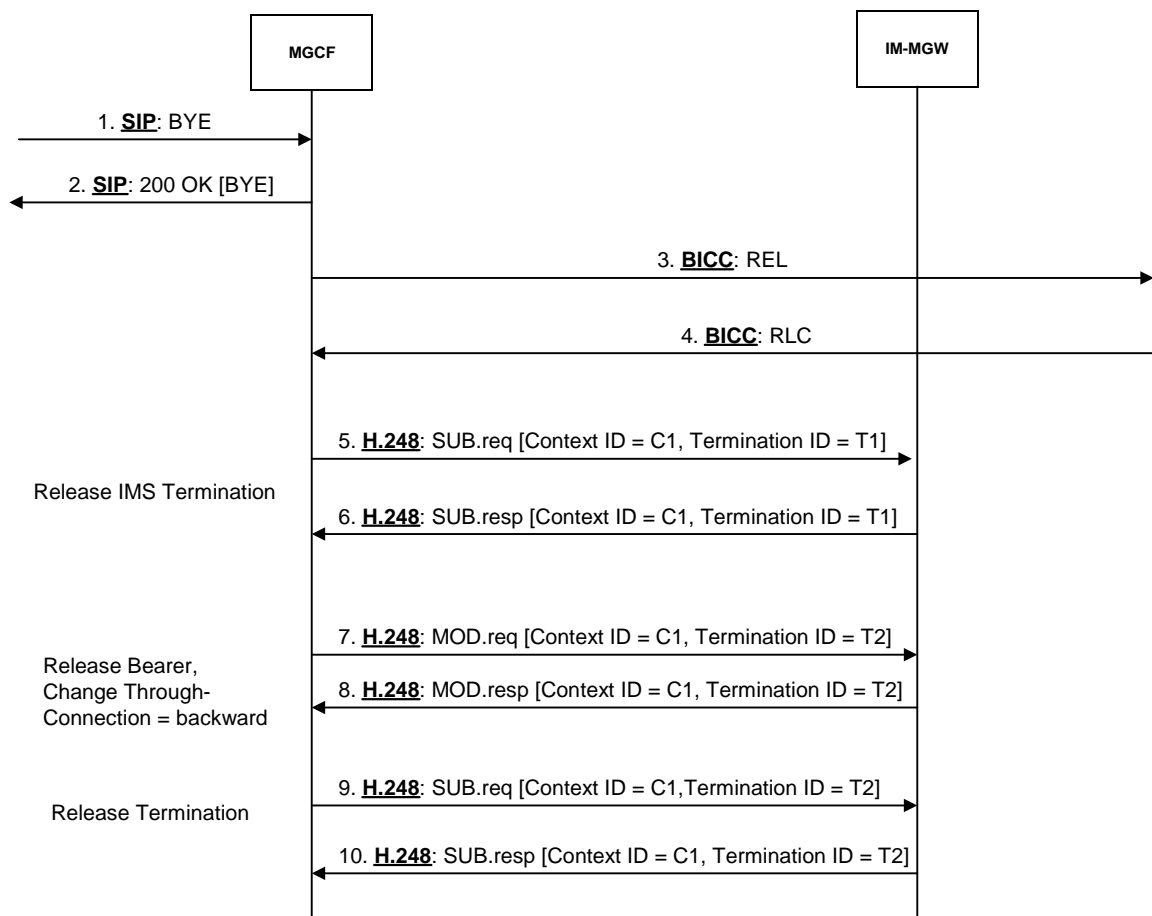 MGCF
IM-MGW
1. SIP: BYE
2. SIP: 200 OK [BYE]
3. BICC: REL
4. BICC: RLC
5. H.248: SUB.req [Context ID = C1, Termination ID = T1]
Release IMS Termination
6. H.248: SUB.resp [Context ID = C1, Termination ID = T1]
7. H.248: MOD.req [Context ID = C1, Termination ID = T2]
Release Bearer,
Change Through-
Connection = backward
8. H.248: MOD.resp [Context ID = C1, Termination ID = T2]
9. H.248: SUB.req [Context ID = C1,Termination ID = T2]
Release Termination
10. H.248: SUB.resp [Context ID = C1, Termination ID = T2]